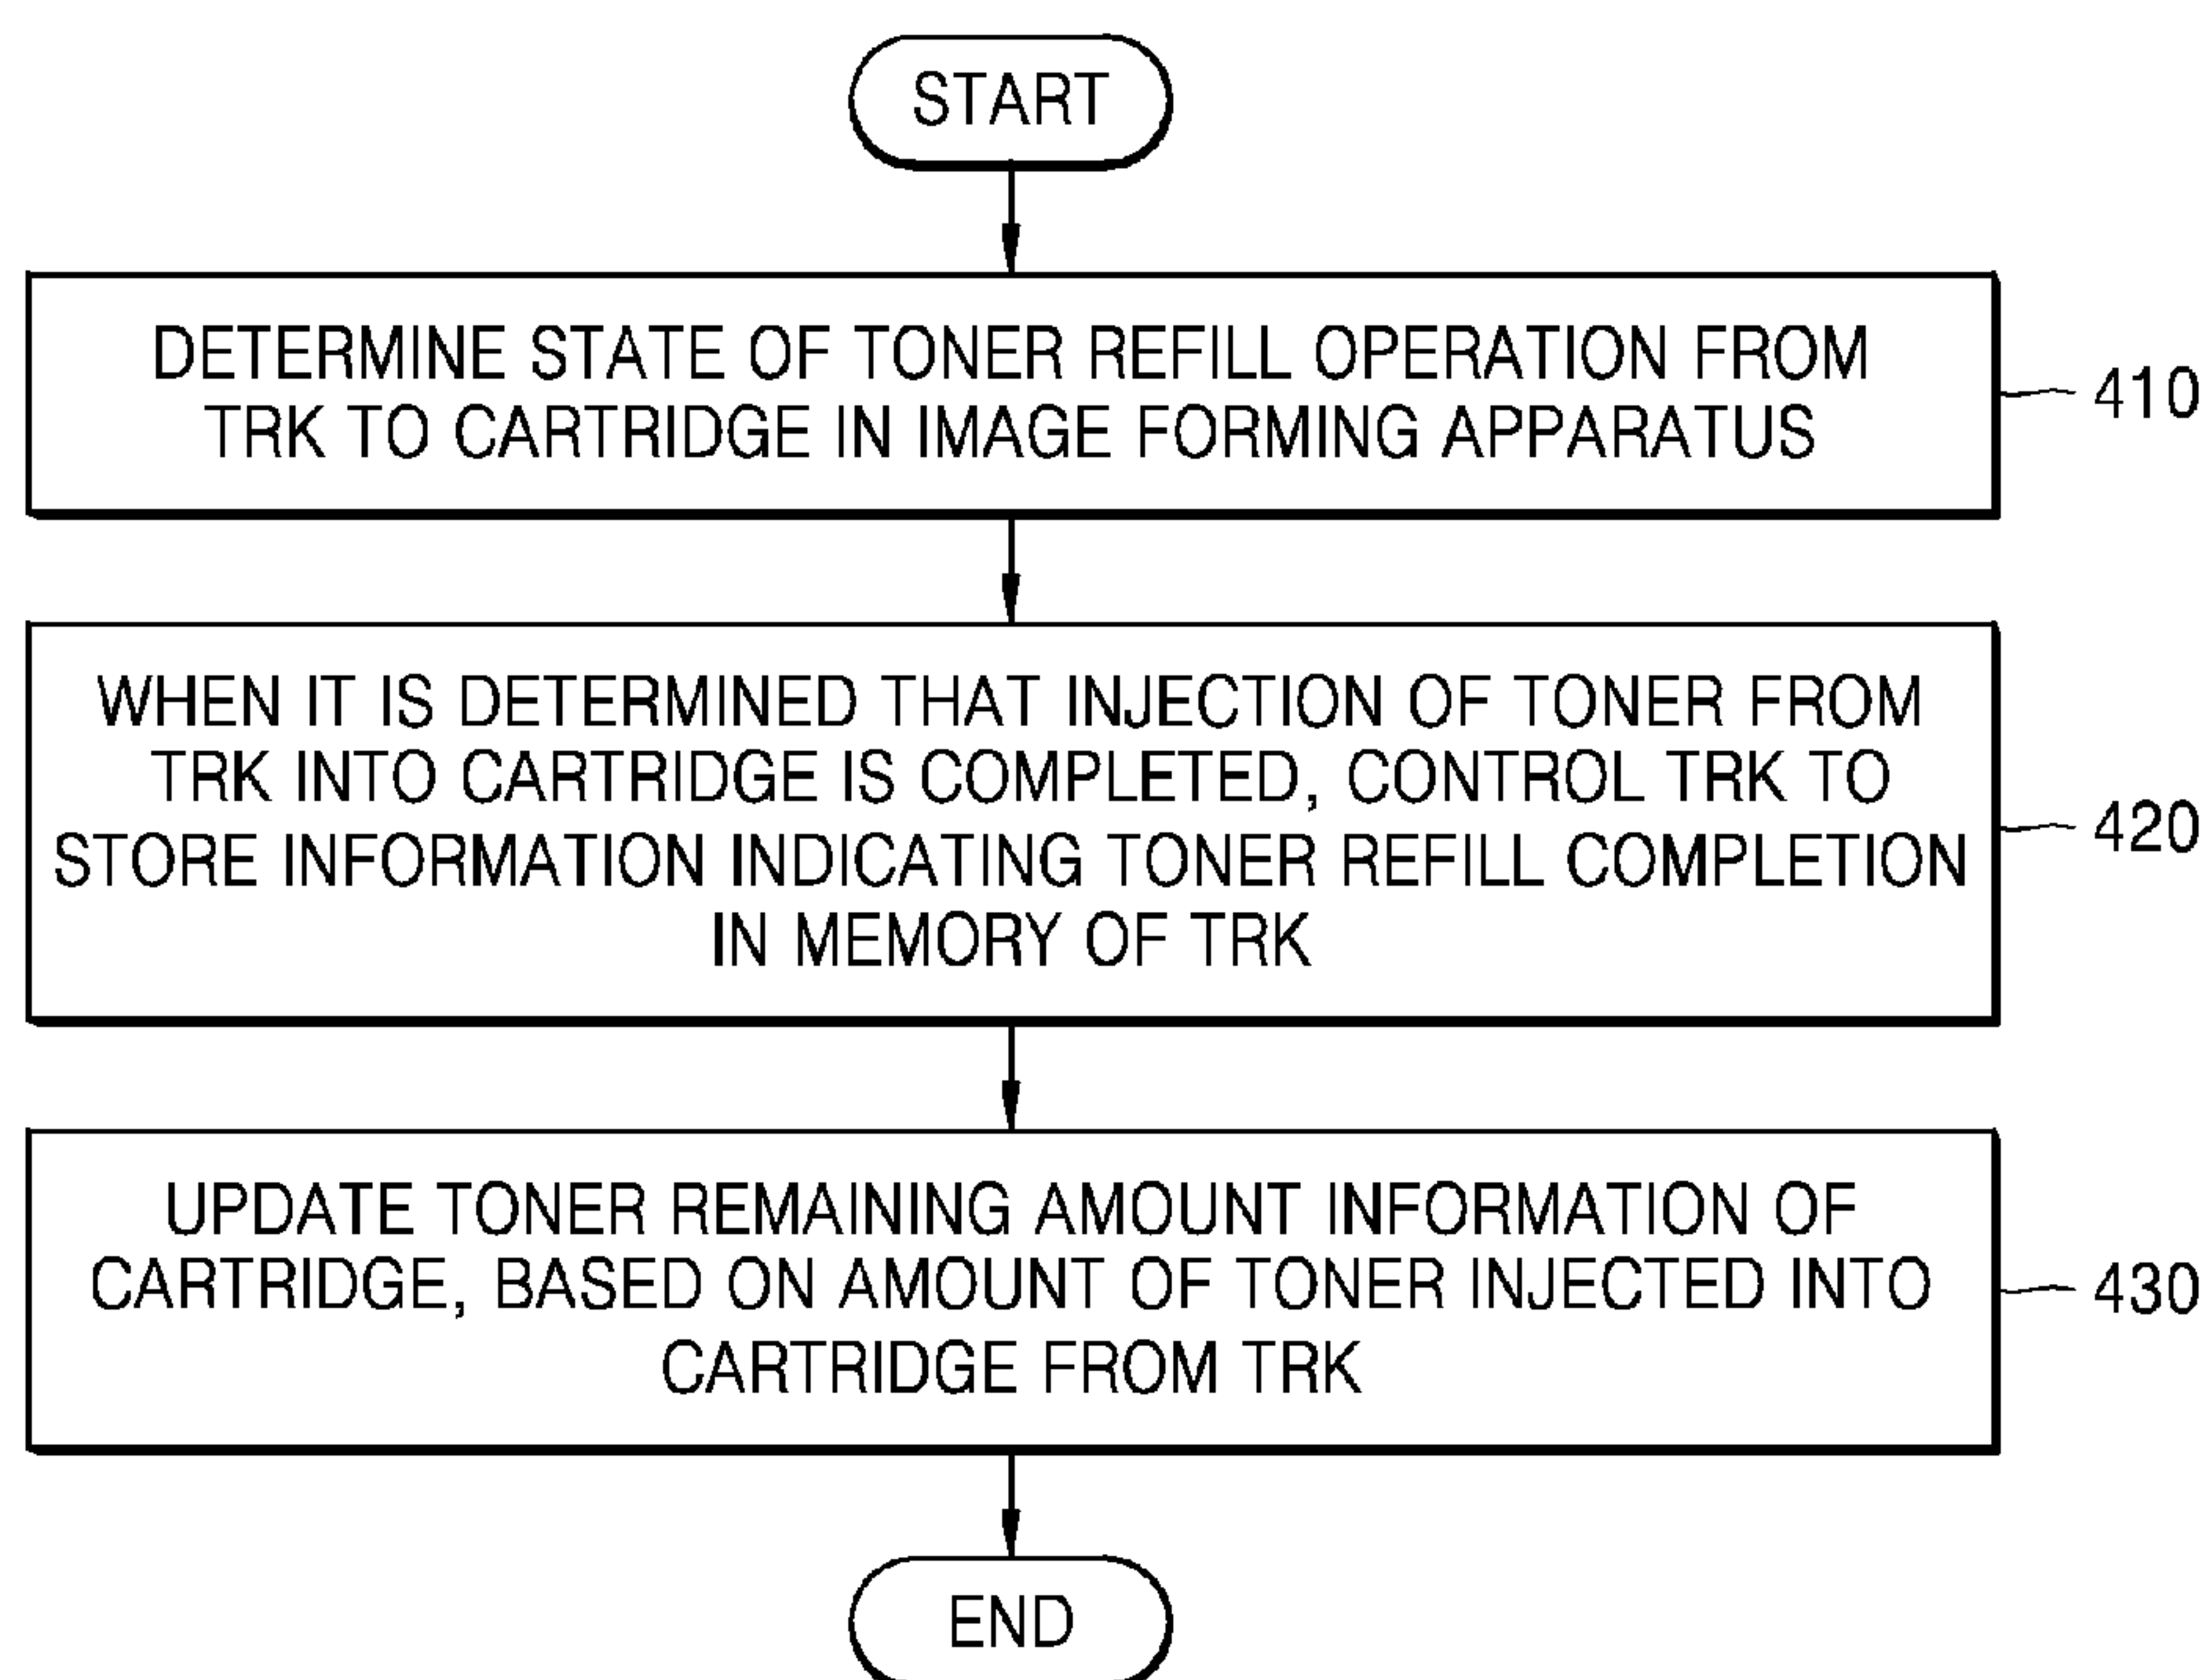 START
DETERMINE STATE OF TONER REFILL OPERATION FROM
TRK TO CARTRIDGE IN IMAGE FORMING APPARATUS
410
WHEN IT IS DETERMINED THAT INJECTION OF TONER FROM
TRK INTO CARTRIDGE IS COMPLETED, CONTROL TRK TO
STORE INFORMATION INDICATING TONER REFILL COMPLETION
IN MEMORY OF TRK
420
UPDATE TONER REMAINING AMOUNT INFORMATION OF
CARTRIDGE, BASED ON AMOUNT OF TONER INJECTED INTO
CARTRIDGE FROM TRK
430
END